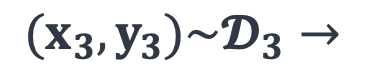 (x₃, y₃)~𝒟₃ →